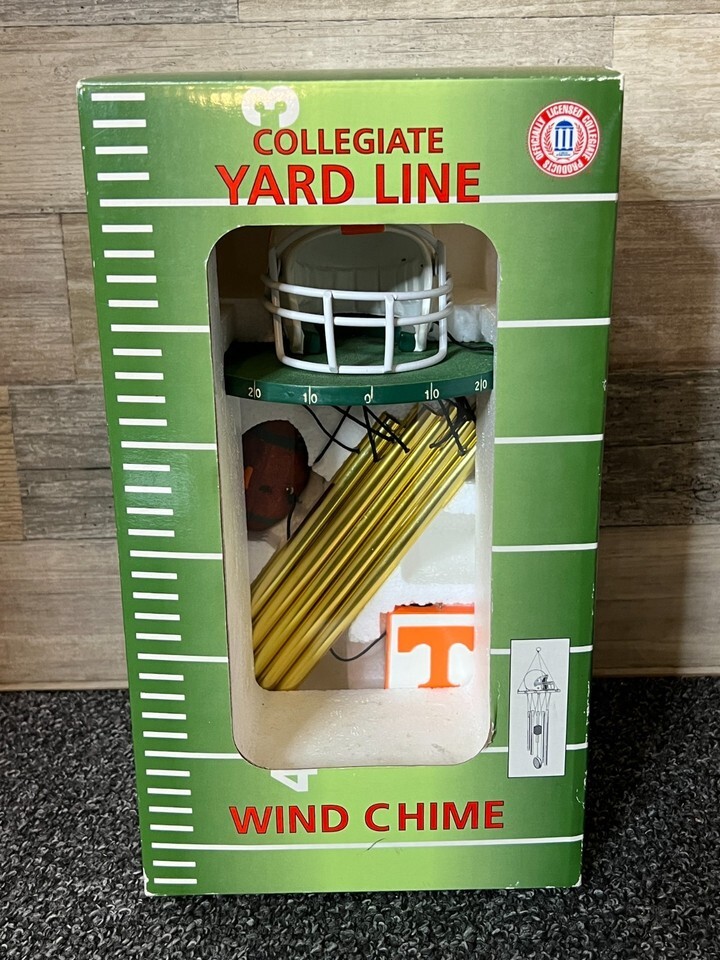 3
COLLEGIATE
YARD LINE
OFFICIALLY LICENSED COLLEGIATE PRODUCTS
20 10 0 10 20
T
4
WIND CHIME